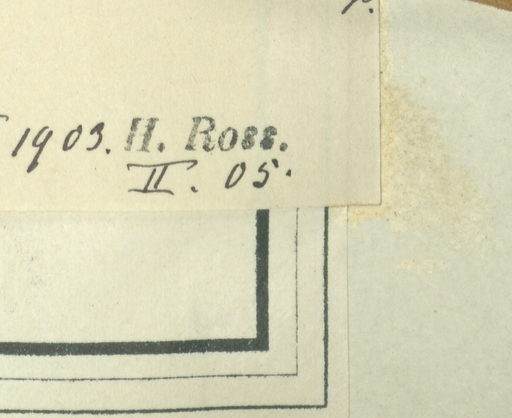 1903. H. Ross.
II. 05.